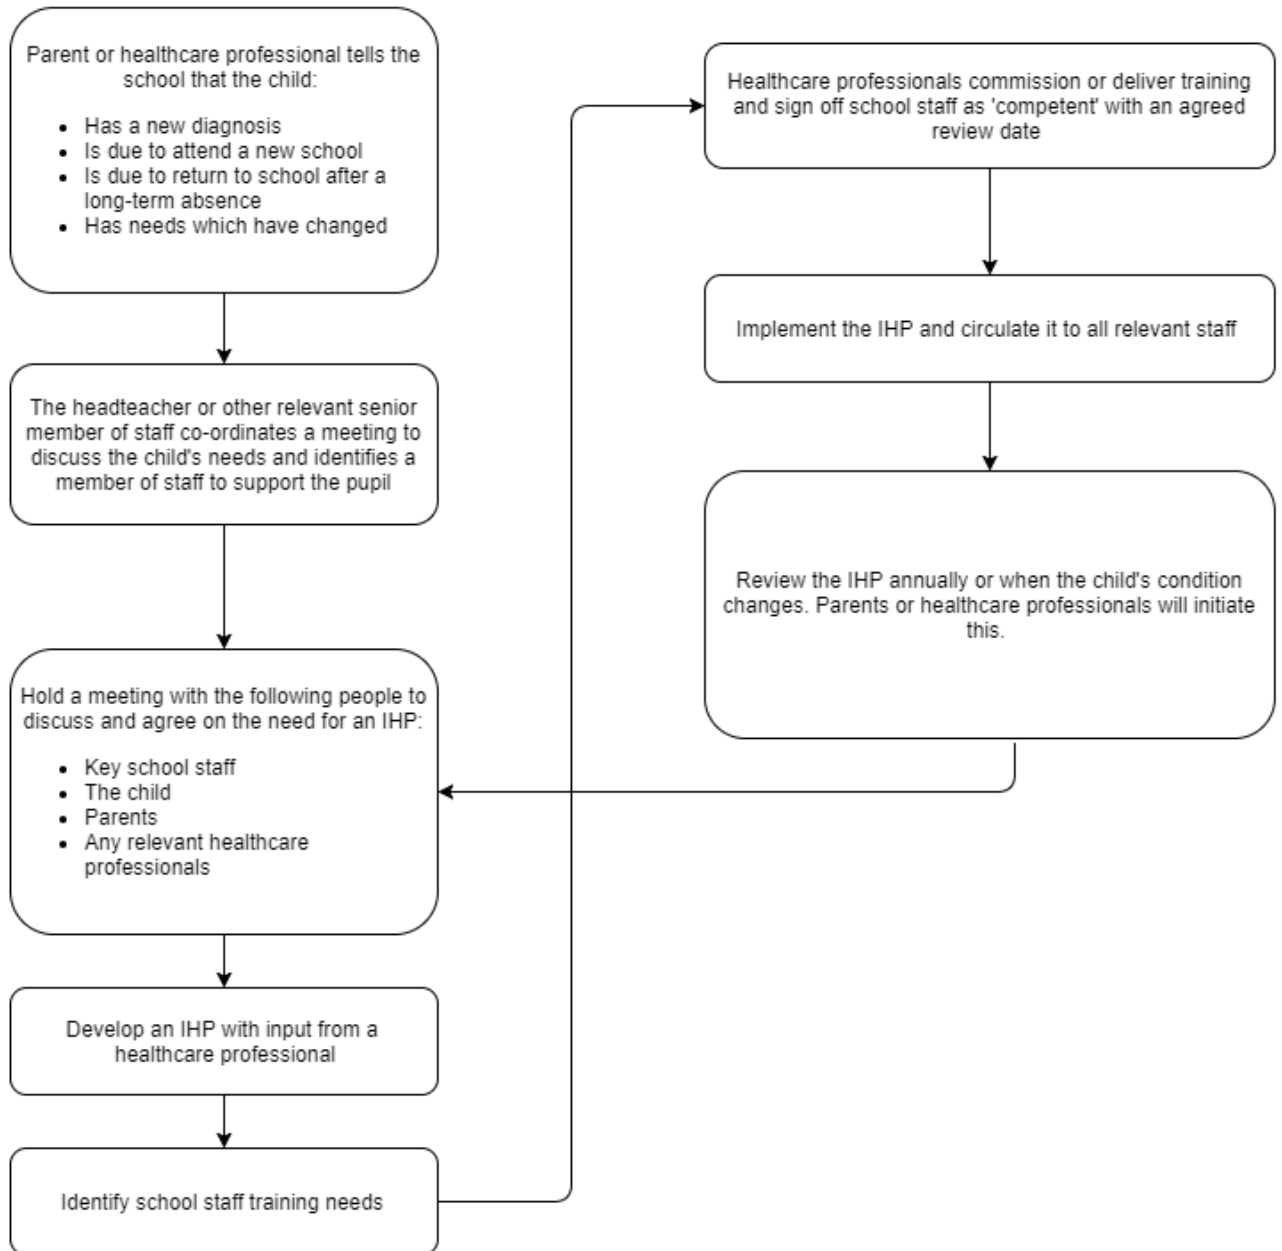 Parent or healthcare professional tells the
school that the child:
Has a new diagnosis
Is due to attend a new school
Is due to return to school after a
long-term absence
Has needs which have changed
The headteacher or other relevant senior
member of staff co-ordinates a meeting to
discuss the child's needs and identifies a
member of staff to support the pupil
Hold a meeting with the following people to
discuss and agree on the need for an IHP:
Key school staff
The child
Parents
Any relevant healthcare
professionals
Develop an IHP with input from a
healthcare professional
Identify school staff training needs
Healthcare professionals commission or deliver training
and sign off school staff as 'competent' with an agreed
review date
Implement the IHP and circulate it to all relevant staff
Review the IHP annually or when the child's condition
changes. Parents or healthcare professionals will initiate
this.